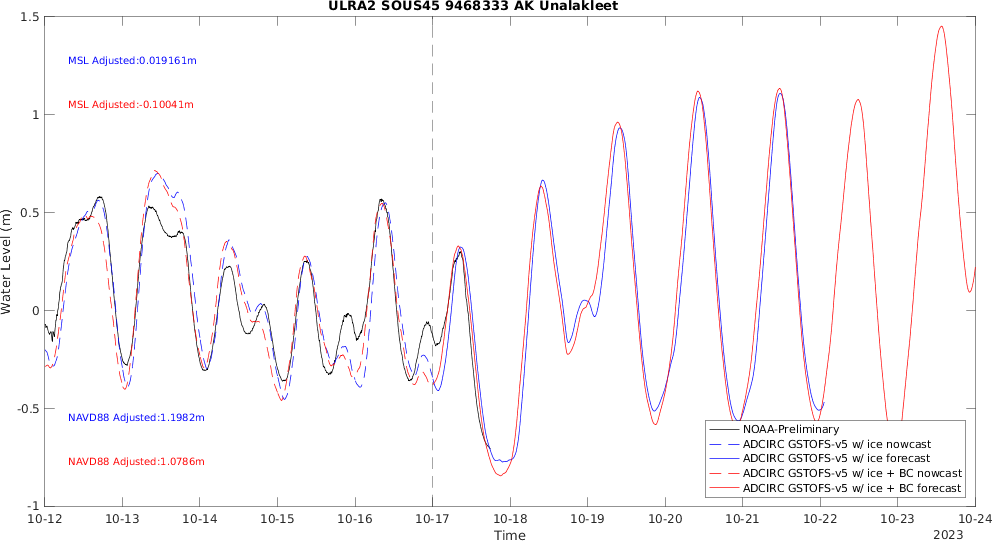 ULRA2 SOUS45 9468333 AK Unalakleet
1.5
MSL Adjusted:0.019161m
MSL Adjusted:-0.10041m
1
0.5
Water Level (m)
0
-0.5
NAVD88 Adjusted:1.1982m
NAVD88 Adjusted:1.0786m
-1
NOAA-Preliminary
ADCIRC GSTOFS-v5 w/ ice nowcast
ADCIRC GSTOFS-v5 w/ ice forecast
ADCIRC GSTOFS-v5 w/ ice + BC nowcast
ADCIRC GSTOFS-v5 w/ ice + BC forecast
10-12 10-13 10-14 10-15 10-16 10-17 10-18 10-19 10-20 10-21 10-22 10-23 10-24
Time
2023